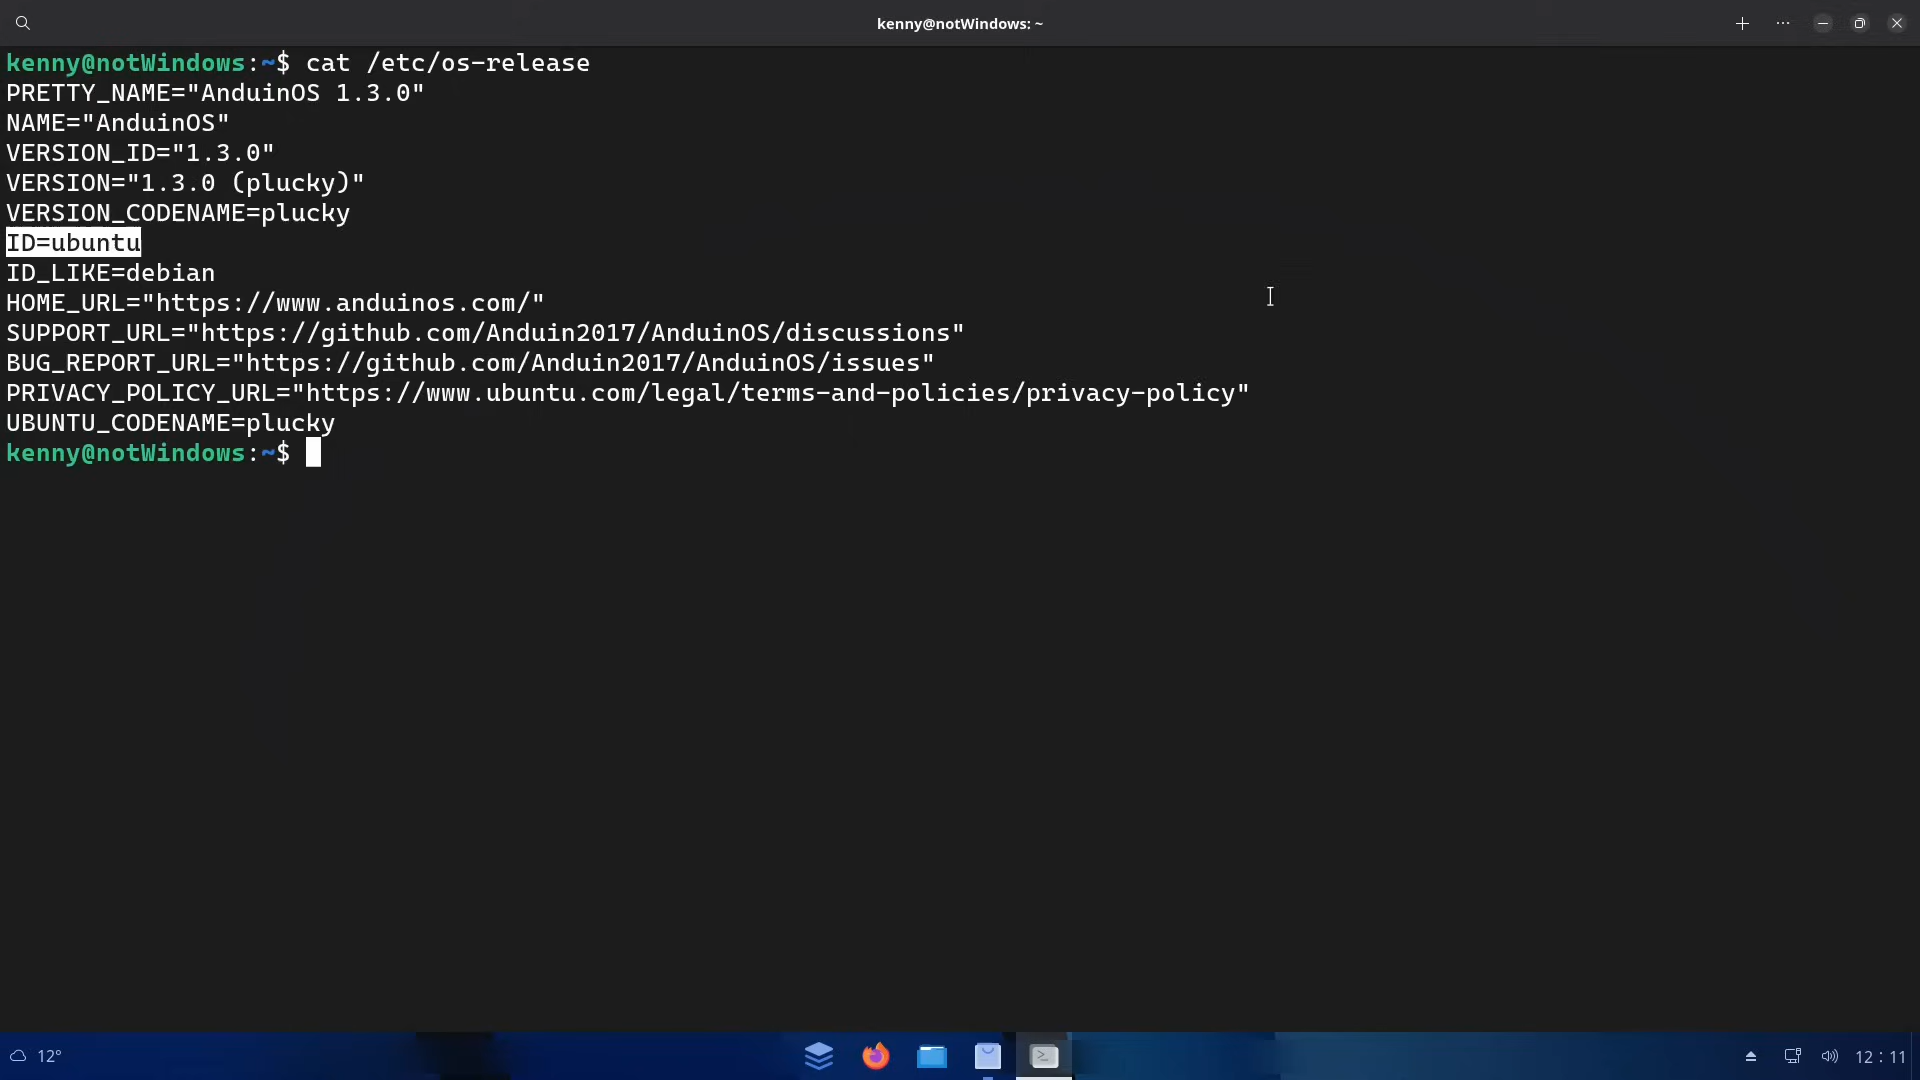 kenny@notWindows: ~
kenny@notWindows:~$ cat /etc/os-release
PRETTY_NAME="AnduinOS 1.3.0"
NAME="AnduinOS"
VERSION_ID="1.3.0"
VERSION="1.3.0 (plucky)"
VERSION_CODENAME=plucky
ID=ubuntu
ID_LIKE=debian
HOME_URL="https://www.anduinos.com/"
SUPPORT_URL="https://github.com/Anduin2017/AnduinOS/discussions"
BUG_REPORT_URL="https://github.com/Anduin2017/AnduinOS/issues"
PRIVACY_POLICY_URL="https://www.ubuntu.com/legal/terms-and-policies/privacy-policy"
UBUNTU_CODENAME=plucky
kenny@notWindows:~$
12°
12 : 11